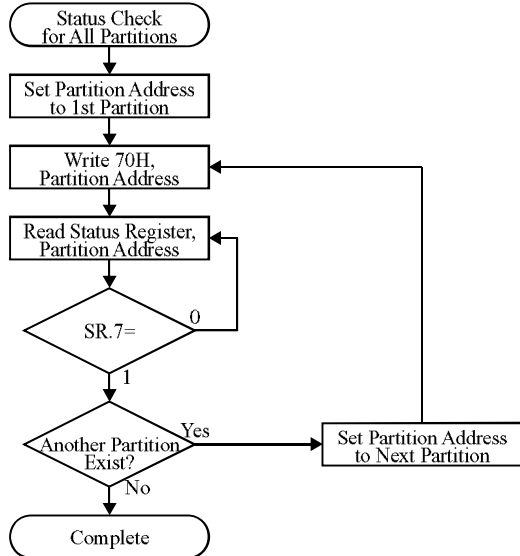 Status Check
for All Partitions
Set Partition Address
to 1st Partition
Write 70H,
Partition Address
Read Status Register,
Partition Address
SR.7=
0
1
Another Partition
Exist?
Yes
Set Partition Address
to Next Partition
No
Complete